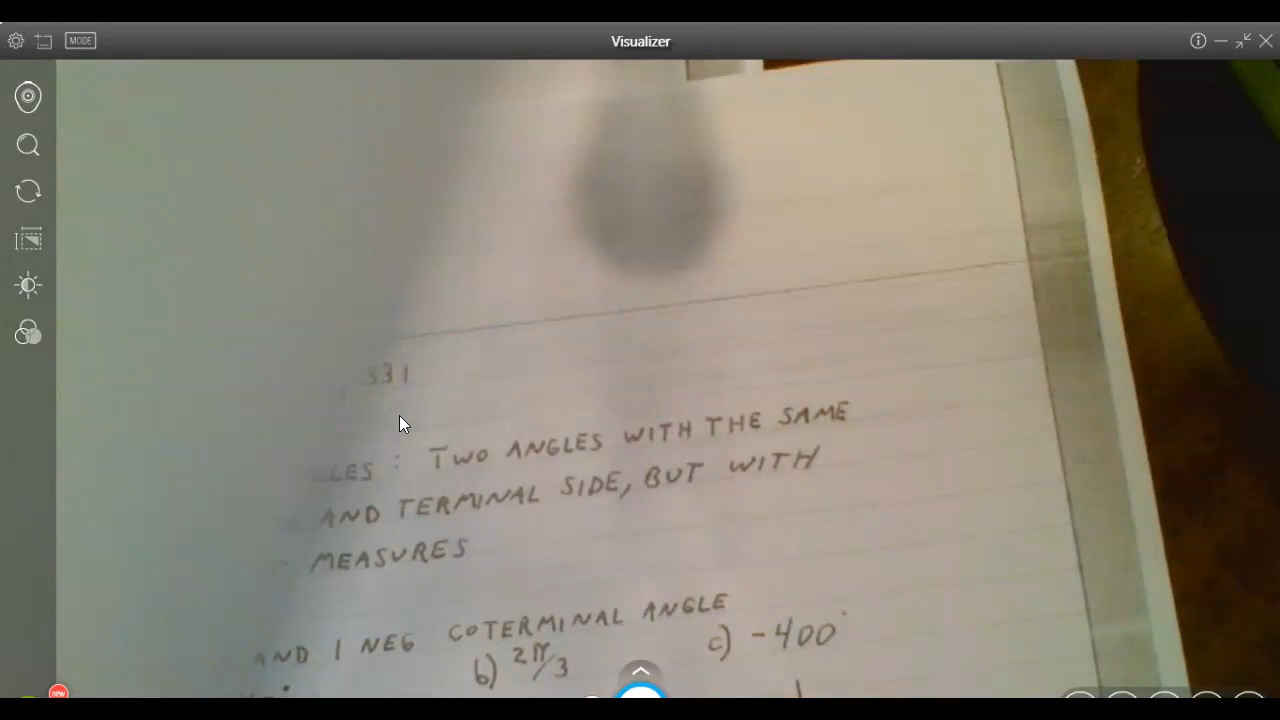 Visualizer
MODE
331
LES : TWO ANGLES WITH THE SAME
AND TERMINAL SIDE, BUT WITH
MEASURES
AND 1 NEG COTERMINAL ANGLE
b) 2π/3
c) -400°
new